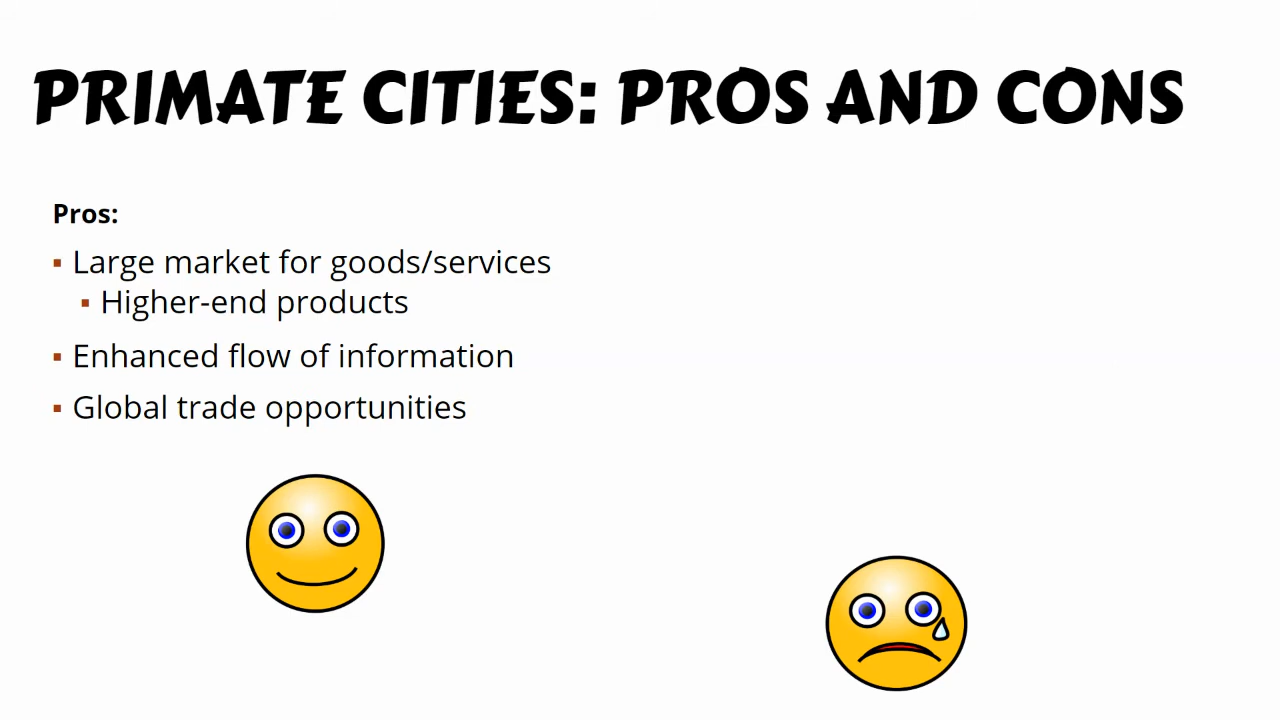 PRIMATE CITIES: PROS AND CONS
Pros:
▪ Large market for goods/services
▪ Higher-end products
▪ Enhanced flow of information
▪ Global trade opportunities